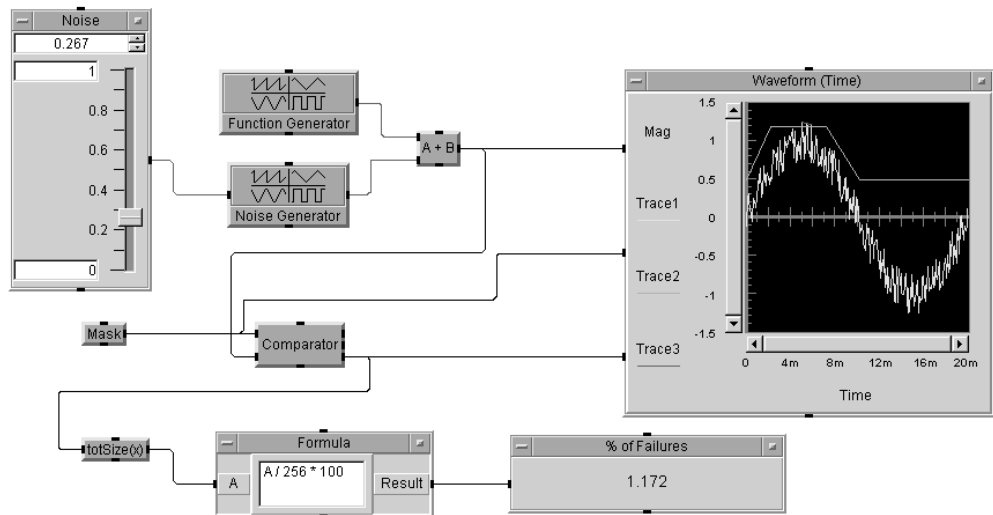 Noise
0.267
1
0.8
0.6
0.4
0.2
0
Function Generator
Noise Generator
A + B
Mask
Comparator
totSize(x)
Formula
A
A / 256 * 100
Result
% of Failures
1.172
Waveform (Time)
Mag
Trace1
Trace2
Trace3
1.5
1
0.5
0
-0.5
-1
-1.5
0 4m 8m 12m 16m 20m
Time